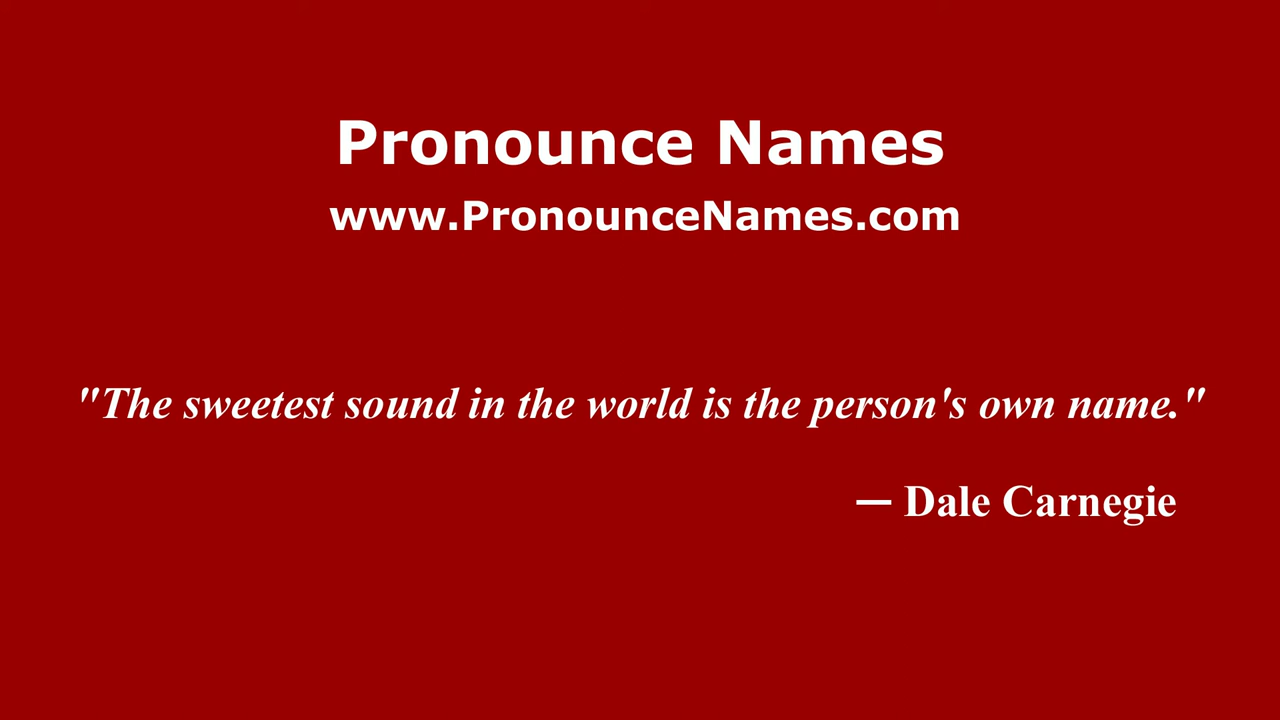 Pronounce Names
www.PronounceNames.com
"The sweetest sound in the world is the person's own name."
— Dale Carnegie